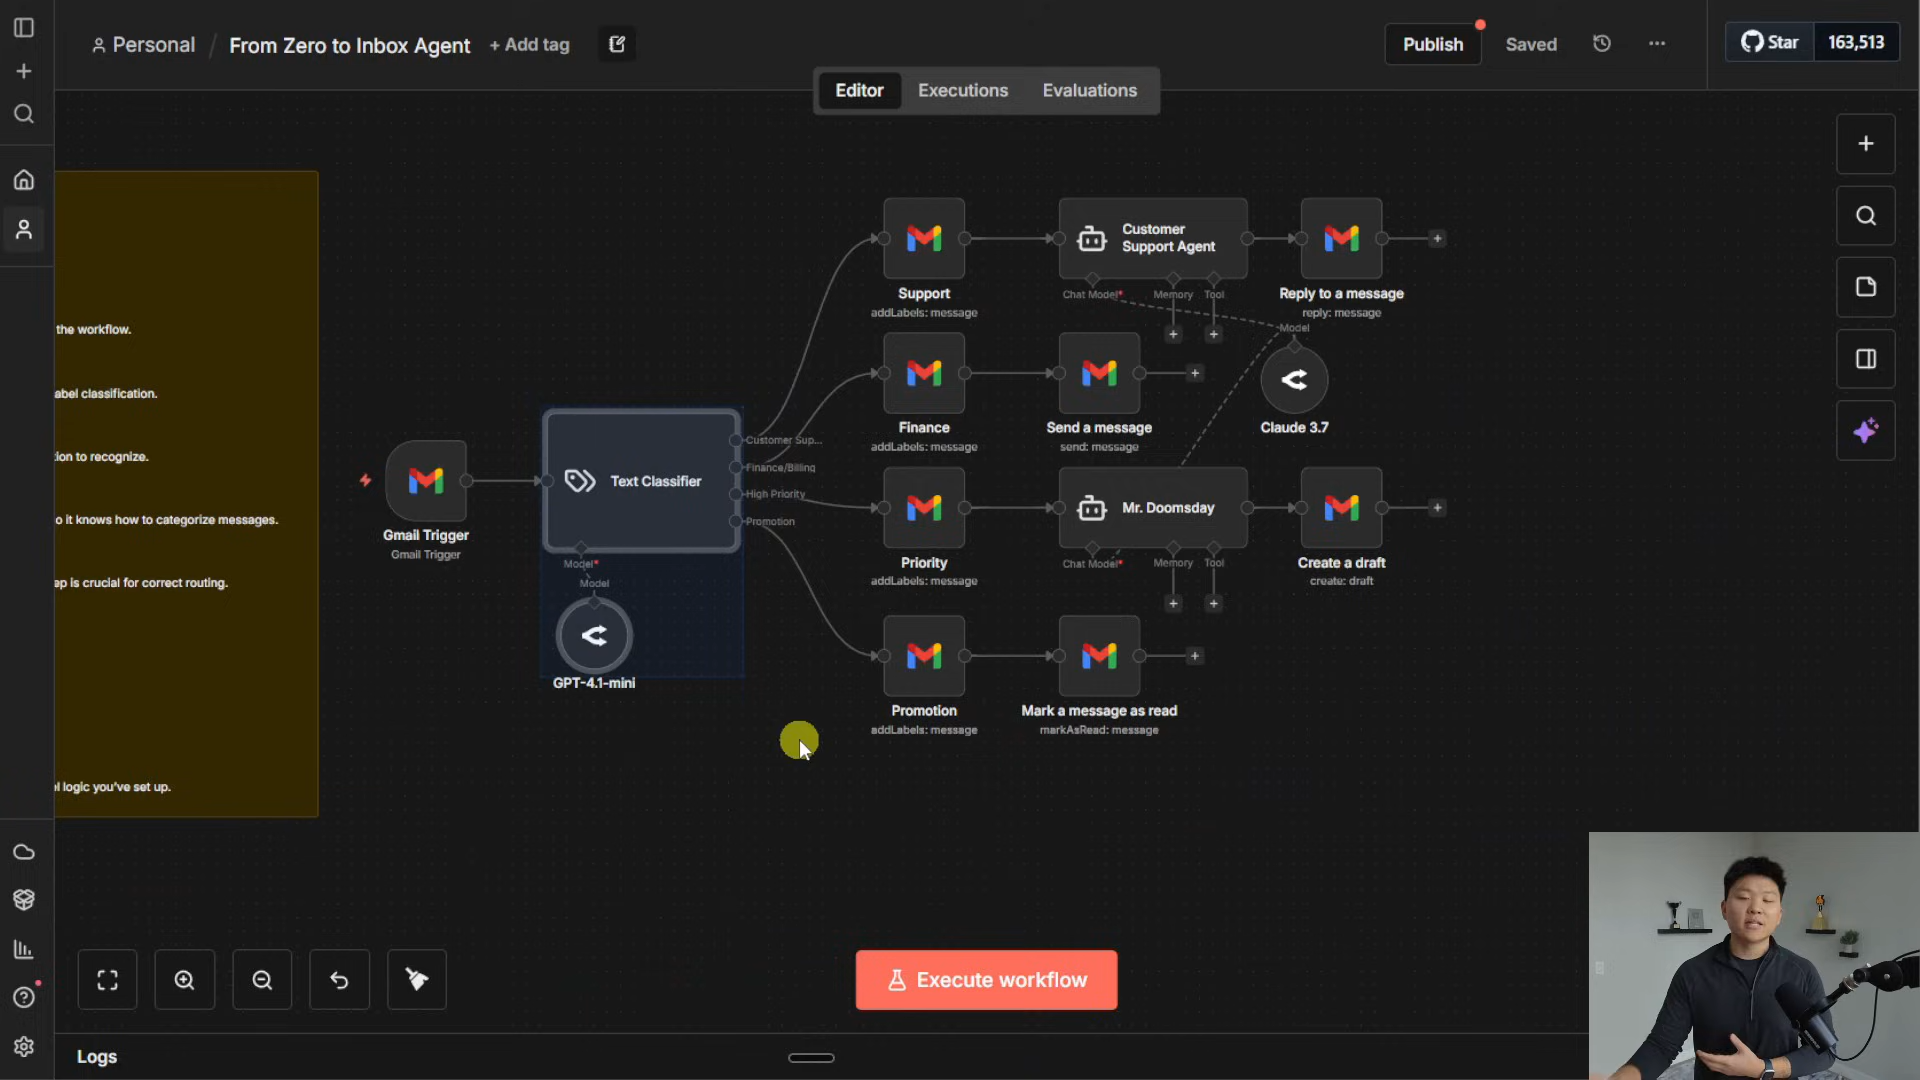 Personal / From Zero to Inbox Agent + Add tag
Publish
Saved
Star 163,513
Editor
Executions
Evaluations
the workflow.
abel classification.
ion to recognize.
o it knows how to categorize messages.
ep is crucial for correct routing.
l logic you've set up.
Gmail Trigger
Gmail Trigger
Text Classifier
Model*
Model
GPT-4.1-mini
Customer Sup...
Finance/Billing
High Priority
Promotion
Support
addLabels: message
Customer
Support Agent
Chat Model*
Memory
Tool
Reply to a message
reply: message
Finance
addLabels: message
Send a message
send: message
Model
Claude 3.7
Priority
addLabels: message
Mr. Doomsday
Chat Model*
Memory
Tool
Create a draft
create: draft
Promotion
addLabels: message
Mark a message as read
markAsRead: message
Execute workflow
Logs